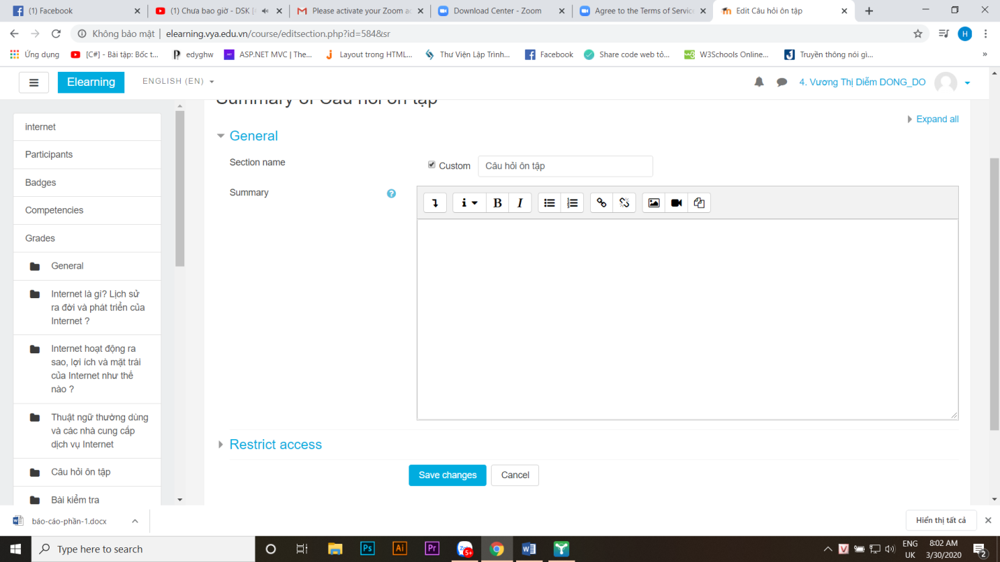 (1) Facebook
(1) Chưa bao giờ - DSK [
Please activate your Zoom ac
Download Center - Zoom
Agree to the Terms of Service
Edit Câu hỏi ôn tập
Không bảo mật | elearning.vya.edu.vn/course/editsection.php?id=584&sr
H
Ứng dụng
[C#] - Bài tập: Bốc t...
edyghw
ASP.NET MVC | The...
Layout trong HTML...
Thư Viện Lập Trình...
Facebook
Share code web tỏ...
W3Schools Online...
Truyền thông nói gì...
»
Elearning
ENGLISH (EN)
4. Vương Thị Diễm DONG_DO
Summary of Câu hỏi ôn tập
Expand all
General
Section name
Custom
Câu hỏi ôn tập
Summary
?
i
B
I
Restrict access
Save changes
Cancel
internet
Participants
Badges
Competencies
Grades
General
Internet là gì? Lịch sử
ra đời và phát triển của
Internet ?
Internet hoạt động ra
sao, lợi ích và mặt trái
của Internet như thế
nào ?
Thuật ngữ thường dùng
và các nhà cung cấp
dịch vụ Internet
Câu hỏi ôn tập
Bài kiểm tra
báo-cáo-phần-1.docx
Hiển thị tất cả
Type here to search
Ps
Ai
Pr
5+
V
ENG
UK
8:02 AM
3/30/2020
2